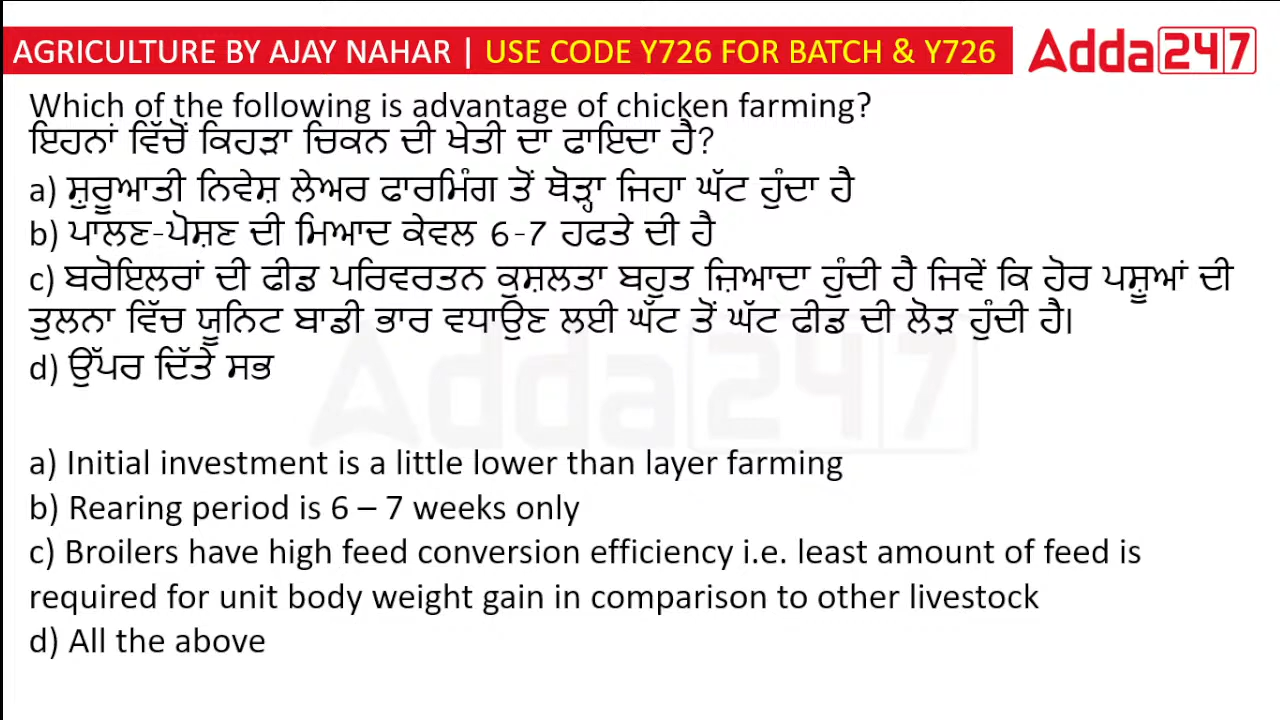 AGRICULTURE BY AJAY NAHAR | USE CODE Y726 FOR BATCH & Y726
Adda247
Which of the following is advantage of chicken farming?
ਇਹਨਾਂ ਵਿੱਚੋਂ ਕਿਹੜਾ ਚਿਕਨ ਦੀ ਖੇਤੀ ਦਾ ਫਾਇਦਾ ਹੈ?
a) ਸ਼ੁਰੂਆਤੀ ਨਿਵੇਸ਼ ਲੇਅਰ ਫਾਰਮਿੰਗ ਤੋਂ ਥੋੜ੍ਹਾ ਜਿਹਾ ਘੱਟ ਹੁੰਦਾ ਹੈ
b) ਪਾਲਣ-ਪੋਸ਼ਣ ਦੀ ਮਿਆਦ ਕੇਵਲ 6-7 ਹਫਤੇ ਦੀ ਹੈ
c) ਬਰੋਇਲਰਾਂ ਦੀ ਫੀਡ ਪਰਿਵਰਤਨ ਕੁਸ਼ਲਤਾ ਬਹੁਤ ਜ਼ਿਆਦਾ ਹੁੰਦੀ ਹੈ ਜਿਵੇਂ ਕਿ ਹੋਰ ਪਸ਼ੂਆਂ ਦੀ
ਤੁਲਨਾ ਵਿੱਚ ਯੂਨਿਟ ਬਾਡੀ ਭਾਰ ਵਧਾਉਣ ਲਈ ਘੱਟ ਤੋਂ ਘੱਟ ਫੀਡ ਦੀ ਲੋੜ ਹੁੰਦੀ ਹੈ।
d) ਉੱਪਰ ਦਿੱਤੇ ਸਭ
Adda247
a) Initial investment is a little lower than layer farming
b) Rearing period is 6 – 7 weeks only
c) Broilers have high feed conversion efficiency i.e. least amount of feed is
required for unit body weight gain in comparison to other livestock
d) All the above